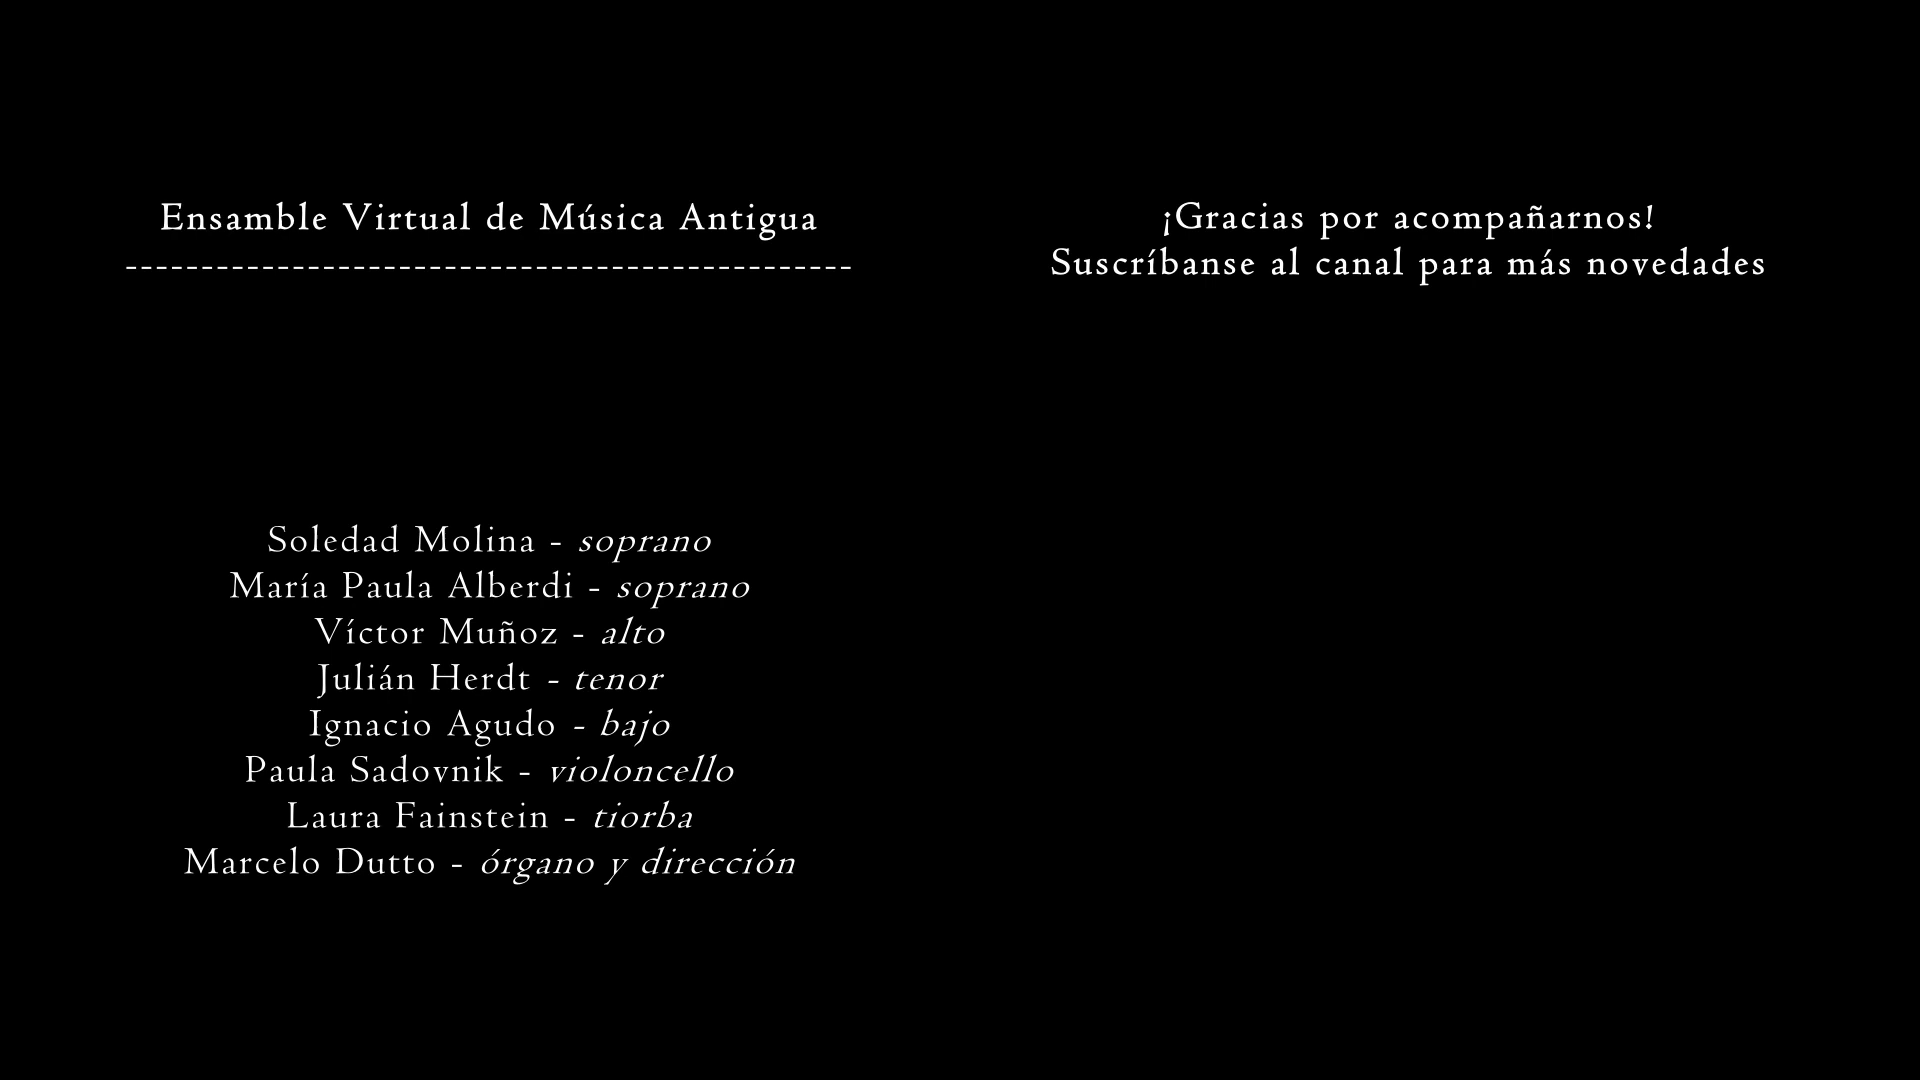 Ensamble Virtual de Música Antigua
------------------------------------------------
Soledad Molina - soprano
María Paula Alberdi - soprano
Víctor Muñoz - alto
Julián Herdt - tenor
Ignacio Agudo - bajo
Paula Sadovnik - violoncello
Laura Fainstein - tiorba
Marcelo Dutto - órgano y dirección
¡Gracias por acompañarnos!
Suscríbanse al canal para más novedades